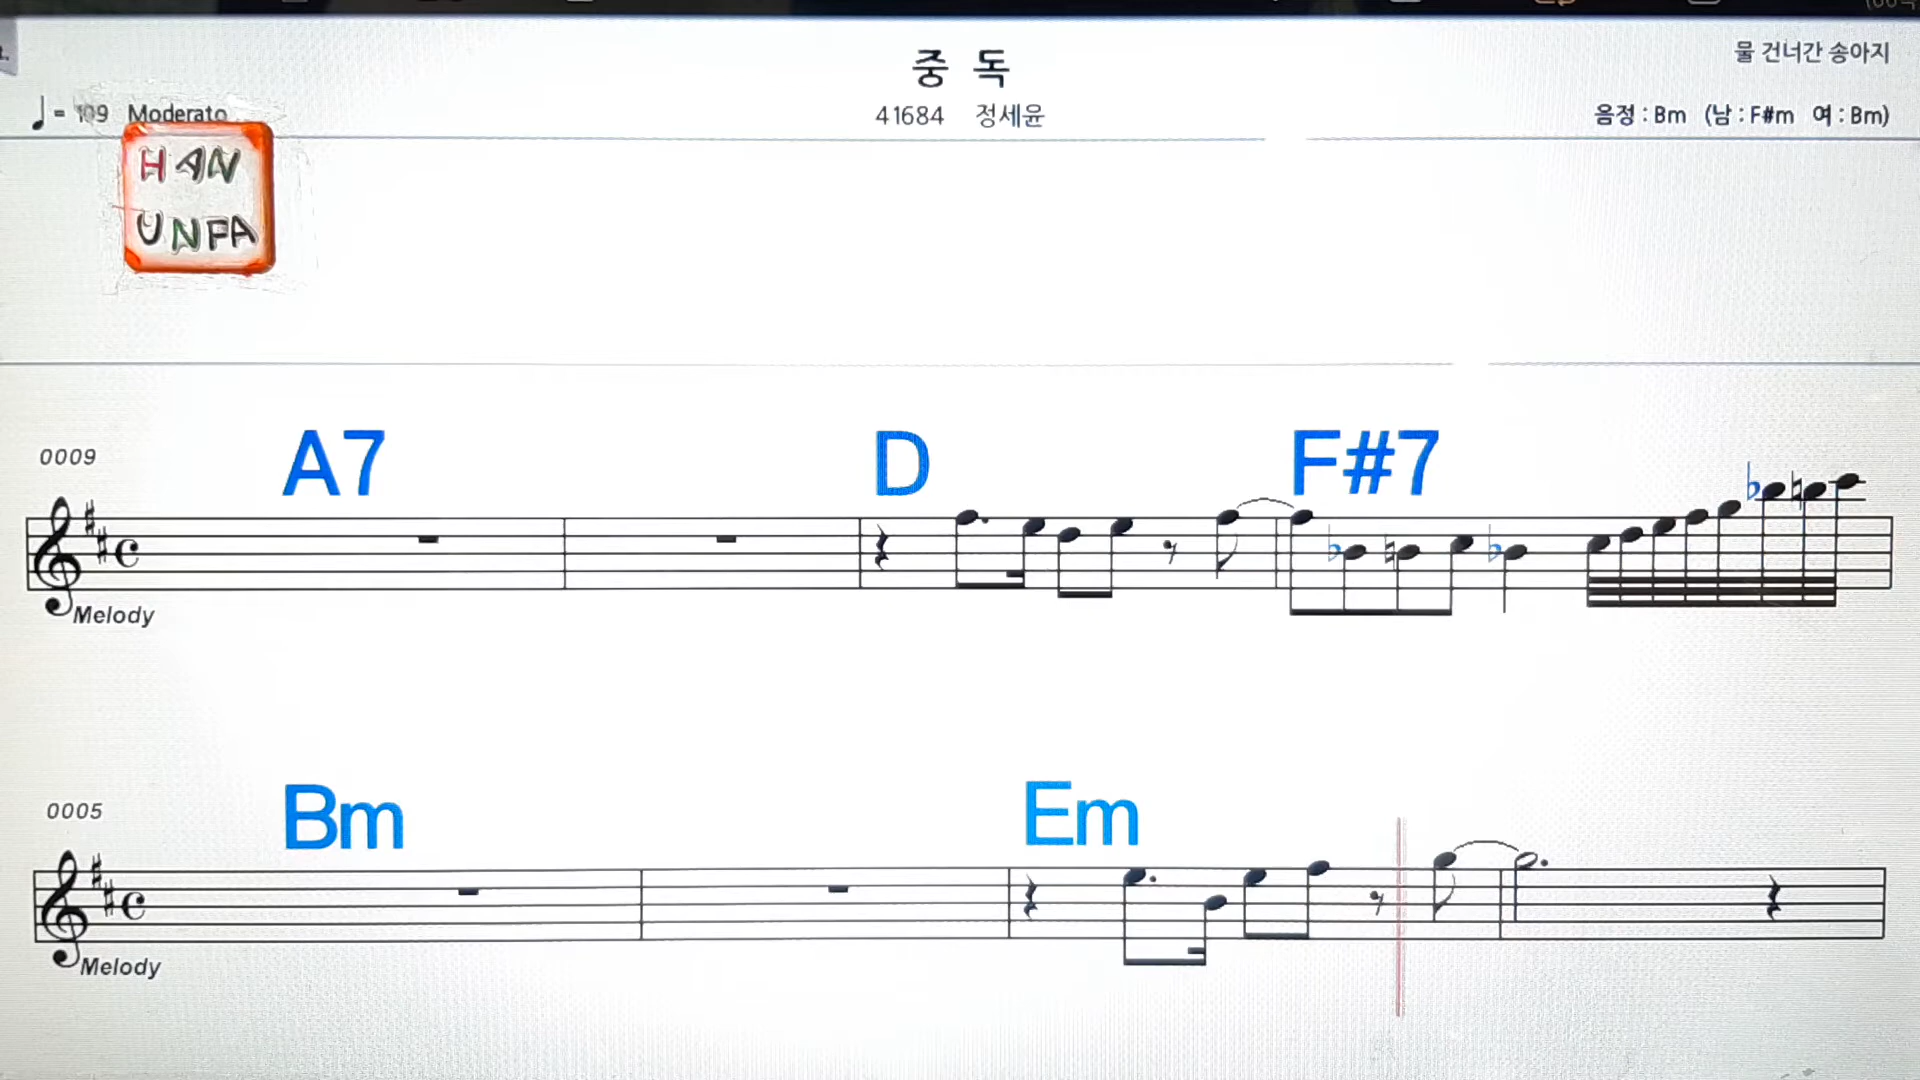 중 독
물 건너간 송아지
♩= 109 Moderato
41684 정세윤
음정 : Bm (남 : F#m 여 : Bm)
HAN
UNFA
0009
A7
D
F#7
Melody
0005
Bm
Em
Melody